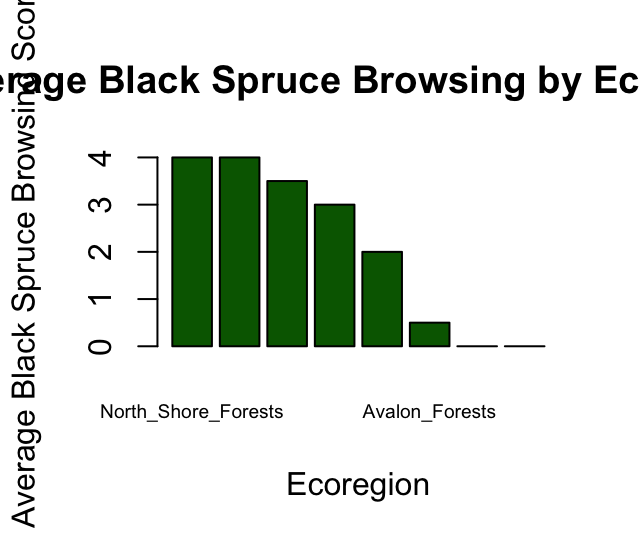 erage Black Spruce Browsing by Ec
Average Black Spruce Browsing Scor
4
3
2
1
0
North_Shore_Forests Avalon_Forests
Ecoregion